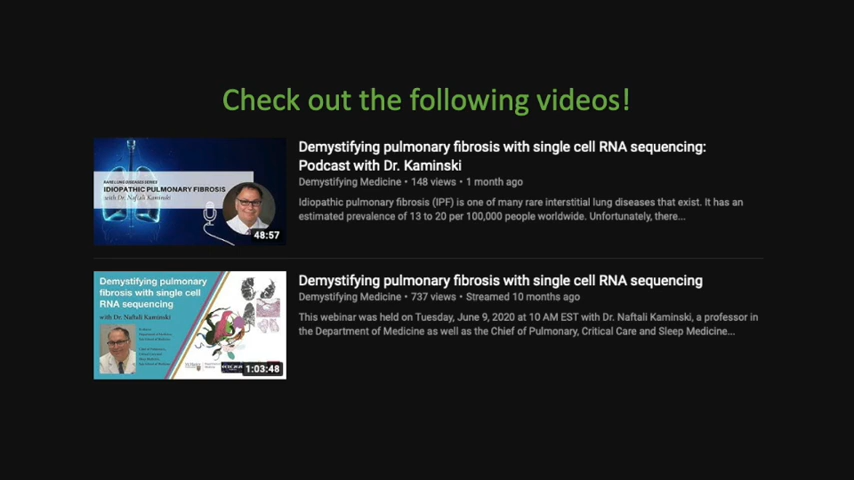 Check out the following videos!
RARE LUNG DISEASES SERIES
IDIOPATHIC PULMONARY FIBROSIS
with Dr. Naftali Kaminski
48:57
Demystifying pulmonary fibrosis with single cell RNA sequencing:
Podcast with Dr. Kaminski
Demystifying Medicine • 148 views • 1 month ago
Idiopathic pulmonary fibrosis (IPF) is one of many rare interstitial lung diseases that exist. It has an
estimated prevalence of 13 to 20 per 100,000 people worldwide. Unfortunately, there...
Demystifying pulmonary
fibrosis with single cell
RNA sequencing
with Dr. Naftali Kaminski
1:03:48
Demystifying pulmonary fibrosis with single cell RNA sequencing
Demystifying Medicine • 737 views • Streamed 10 months ago
This webinar was held on Tuesday, June 9, 2020 at 10 AM EST with Dr. Naftali Kaminski, a professor in
the Department of Medicine as well as the Chief of Pulmonary, Critical Care and Sleep Medicine...